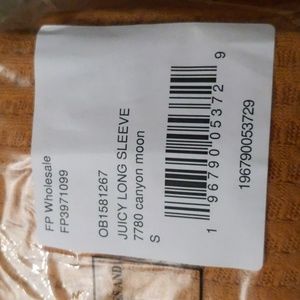 FP Wholesale
FP3971099
OB1581267
JUICY LONG SLEEVE
7780 canyon moon
S
1 96790 05372 9
196790053729